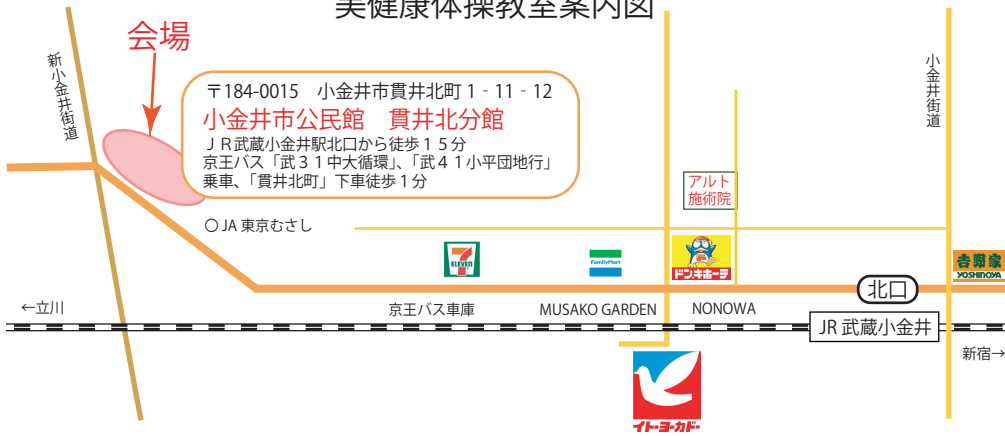 美健康体操教室案内図
会場
新小金井街道
小金井街道
〒184-0015　小金井市貫井北町1‐11‐12
小金井市公民館　貫井北分館
ＪＲ武蔵小金井駅北口から徒歩１５分
京王バス「武３１中大循環」、「武４１小平団地行」
乗車、「貫井北町」下車徒歩１分
アルト
施術院
〇 JA 東京むさし
7
ELEVEN
FamilyMart
ドン.キホーテ
吉野家
YOSHINOYA
北口
←立川
京王バス車庫
MUSAKO GARDEN
NONOWA
JR 武蔵小金井
新宿→
イトーヨーカドー